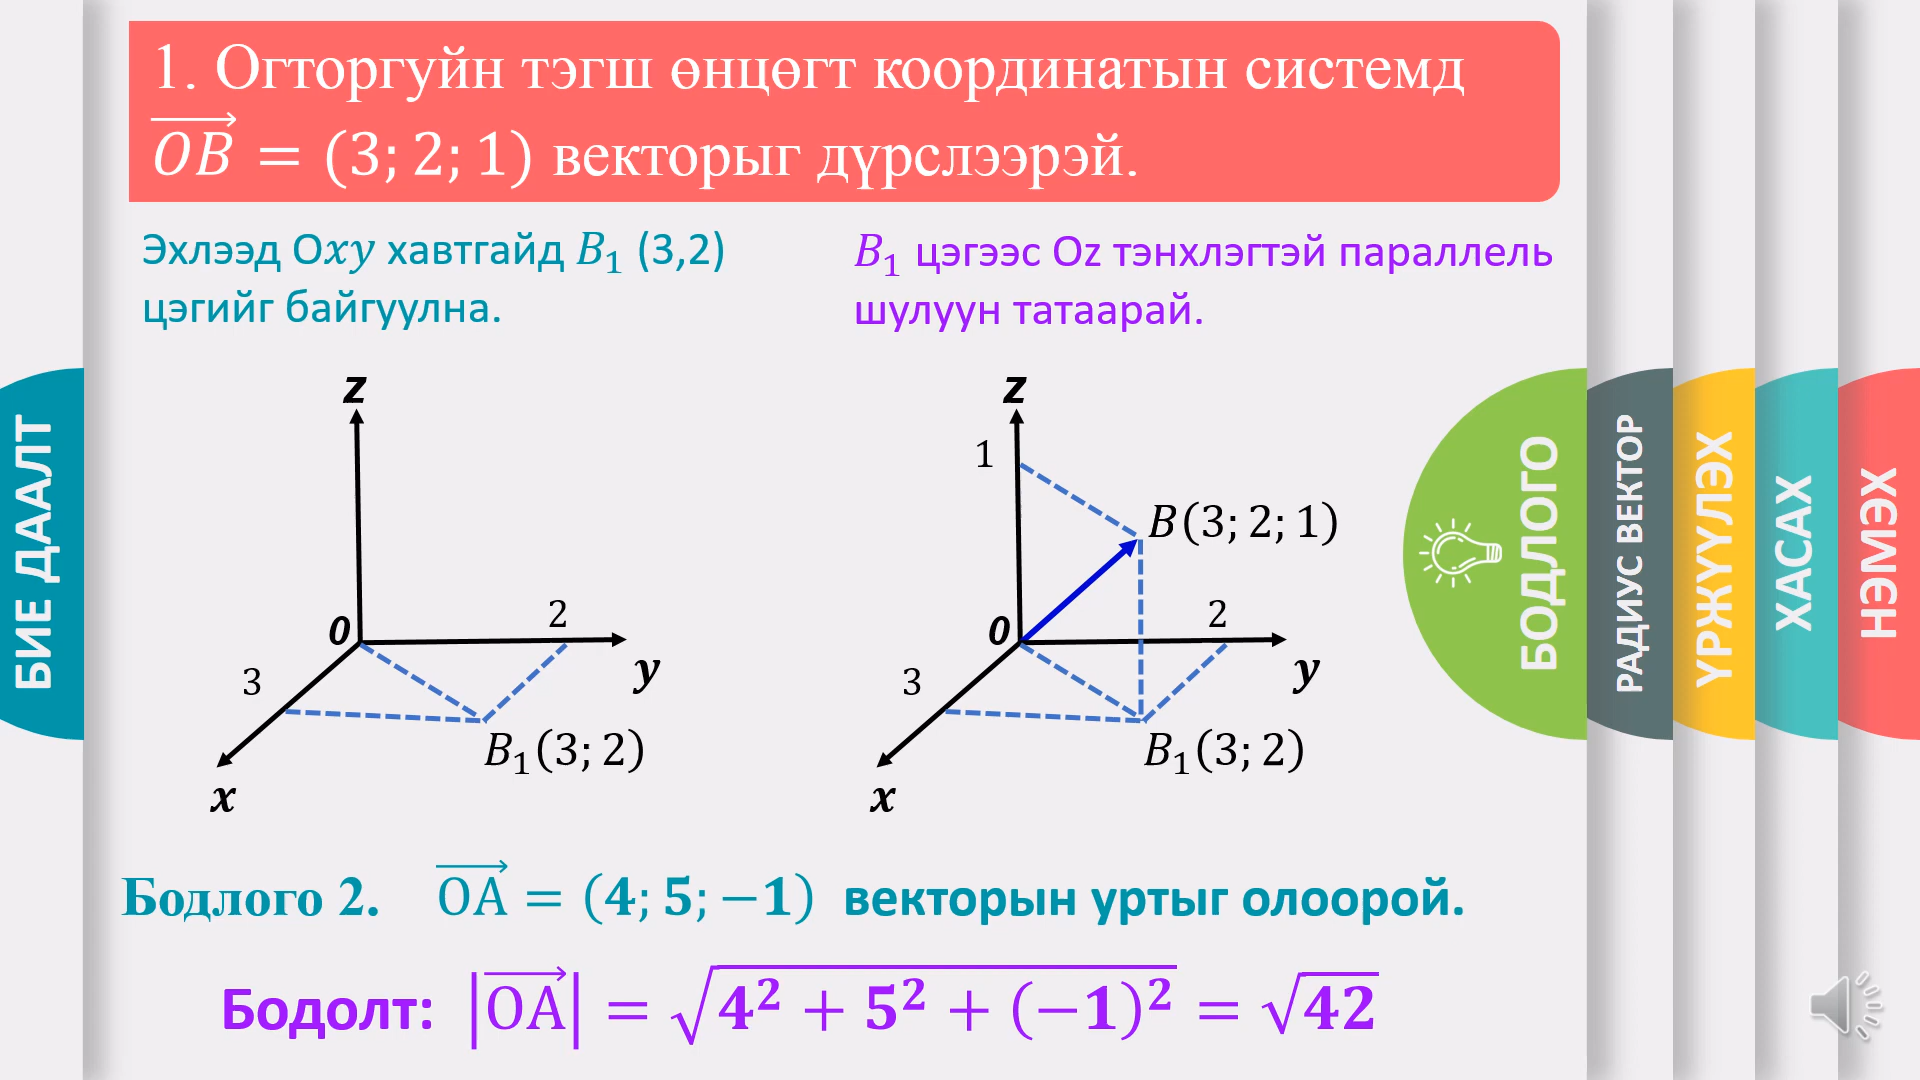 1. Огторгуйн тэгш өнцөгт координатын системд
OB = (3; 2; 1) векторыг дүрслээрэй.
Эхлээд Oxy хавтгайд B₁ (3,2)
цэгийг байгуулна.
B₁ цэгээс Oz тэнхлэгтэй параллель
шулуун татаарай.
z
0
2
3
y
x
B₁(3; 2)
z
1
B(3; 2; 1)
0
2
3
y
x
B₁(3; 2)
Бодлого 2. OA = (4; 5; −1) векторын уртыг олоорой.
Бодолт: |OA| = √4² + 5² + (−1)² = √42
БИЕ ДААЛТ
БОДЛОГО
РАДИУС ВЕКТОР
ҮРЖҮҮЛЭХ
ХАСАХ
НЭМЭХ